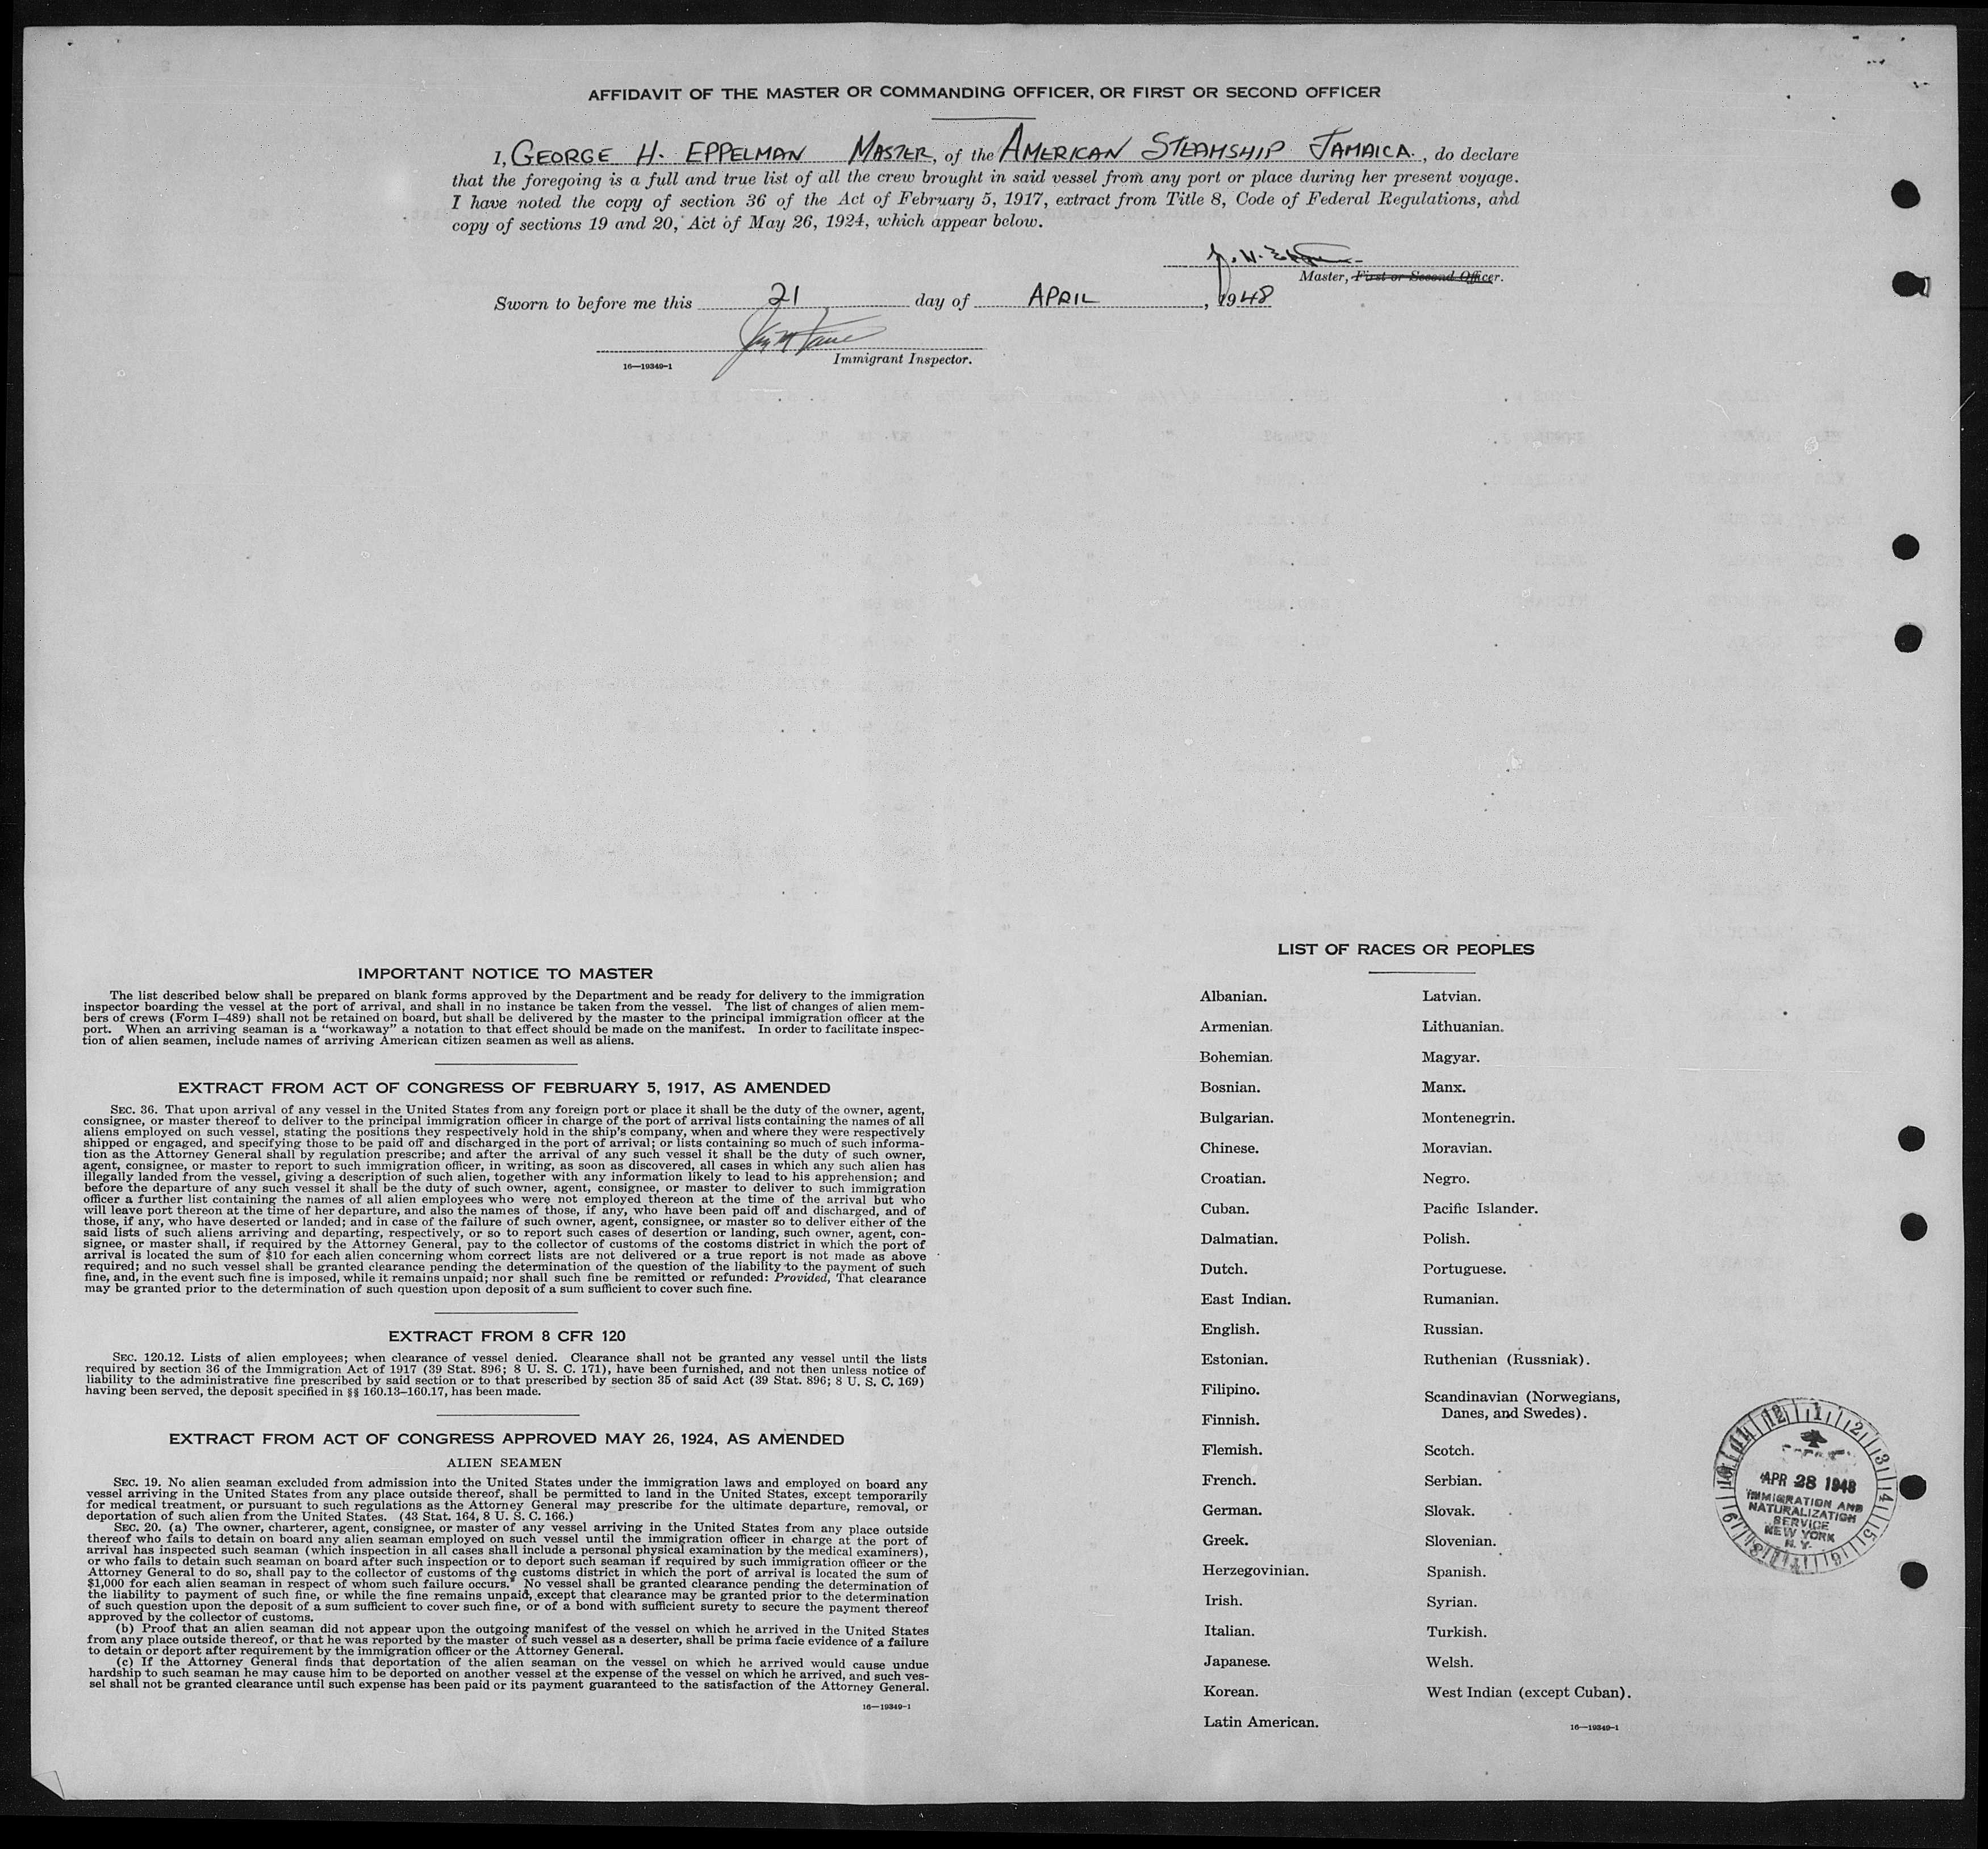 AFFIDAVIT OF THE MASTER OR COMMANDING OFFICER, OR FIRST OR SECOND OFFICER
I, GEORGE H. EPPELMAN MASTER, of the AMERICAN STEAMSHIP JAMAICA., do declare
that the foregoing is a full and true list of all the crew brought in said vessel from any port or place during her present voyage.
I have noted the copy of section 36 of the Act of February 5, 1917, extract from Title 8, Code of Federal Regulations, and
copy of sections 19 and 20, Act of May 26, 1924, which appear below.
Master, First or Second Officer.
Sworn to before me this 21 day of APRIL, 1948
Immigrant Inspector.
16—19349-1
IMPORTANT NOTICE TO MASTER
The list described below shall be prepared on blank forms approved by the Department and be ready for delivery to the immigration
inspector boarding the vessel at the port of arrival, and shall in no instance be taken from the vessel. The list of changes of alien mem-
bers of crews (Form I-489) shall not be retained on board, but shall be delivered by the master to the principal immigration officer at the
port. When an arriving seaman is a “workaway” a notation to that effect should be made on the manifest. In order to facilitate inspec-
tion of alien seamen, include names of arriving American citizen seamen as well as aliens.
EXTRACT FROM ACT OF CONGRESS OF FEBRUARY 5, 1917, AS AMENDED
SEC. 36. That upon arrival of any vessel in the United States from any foreign port or place it shall be the duty of the owner, agent,
consignee, or master thereof to deliver to the principal immigration officer in charge of the port of arrival lists containing the names of all
aliens employed on such vessel, stating the positions they respectively hold in the ship's company, when and where they were respectively
shipped or engaged, and specifying those to be paid off and discharged in the port of arrival; or lists containing so much of such informa-
tion as the Attorney General shall by regulation prescribe; and after the arrival of any such vessel it shall be the duty of such owner,
agent, consignee, or master to report to such immigration officer, in writing, as soon as discovered, all cases in which any such alien has
illegally landed from the vessel, giving a description of such alien, together with any information likely to lead to his apprehension; and
before the departure of any such vessel it shall be the duty of such owner, agent, consignee, or master to deliver to such immigration
officer a further list containing the names of all alien employees who were not employed thereon at the time of the arrival but who
will leave port thereon at the time of her departure, and also the names of those, if any, who have been paid off and discharged, and of
those, if any, who have deserted or landed; and in case of the failure of such owner, agent, consignee, or master so to deliver either of the
said lists of such aliens arriving and departing, respectively, or so to report such cases of desertion or landing, such owner, agent, con-
signee, or master shall, if required by the Attorney General, pay to the collector of customs of the customs district in which the port of
arrival is located the sum of $10 for each alien concerning whom correct lists are not delivered or a true report is not made as above
required; and no such vessel shall be granted clearance pending the determination of the question of the liability to the payment of such
fine, and, in the event such fine is imposed, while it remains unpaid; nor shall such fine be remitted or refunded: Provided, That clearance
may be granted prior to the determination of such question upon deposit of a sum sufficient to cover such fine.
EXTRACT FROM 8 CFR 120
SEC. 120.12. Lists of alien employees; when clearance of vessel denied. Clearance shall not be granted any vessel until the lists
required by section 36 of the Immigration Act of 1917 (39 Stat. 896; 8 U. S. C. 171), have been furnished, and not then unless notice of
liability to the administrative fine prescribed by said section or to that prescribed by section 35 of said Act (39 Stat. 896; 8 U. S. C. 169)
having been served, the deposit specified in §§ 160.13–160.17, has been made.
EXTRACT FROM ACT OF CONGRESS APPROVED MAY 26, 1924, AS AMENDED
ALIEN SEAMEN
SEC. 19. No alien seaman excluded from admission into the United States under the immigration laws and employed on board any
vessel arriving in the United States from any place outside thereof, shall be permitted to land in the United States, except temporarily
for medical treatment, or pursuant to such regulations as the Attorney General may prescribe for the ultimate departure, removal, or
deportation of such alien from the United States. (43 Stat. 164, 8 U. S. C. 166.)
SEC. 20. (a) The owner, charterer, agent, consignee, or master of any vessel arriving in the United States from any place outside
thereof who fails to detain on board any alien seaman employed on such vessel until the immigration officer in charge at the port of
arrival has inspected such seaman (which inspection in all cases shall include a personal physical examination by the medical examiners),
or who fails to detain such seaman on board after such inspection or to deport such seaman if required by such immigration officer or the
Attorney General to do so, shall pay to the collector of customs of the customs district in which the port of arrival is located the sum of
$1,000 for each alien seaman in respect of whom such failure occurs. No vessel shall be granted clearance pending the determination of
the liability to payment of such fine, or while the fine remains unpaid, except that clearance may be granted prior to the determination
of such question upon the deposit of a sum sufficient to cover such fine, or of a bond with sufficient surety to secure the payment thereof
approved by the collector of customs.
(b) Proof that an alien seaman did not appear upon the outgoing manifest of the vessel on which he arrived in the United States
from any place outside thereof, or that he was reported by the master of such vessel as a deserter, shall be prima facie evidence of a failure
to detain or deport after requirement by the immigration officer or the Attorney General.
(c) If the Attorney General finds that deportation of the alien seaman on the vessel on which he arrived would cause undue
hardship to such seaman he may cause him to be deported on another vessel at the expense of the vessel on which he arrived, and such ves-
sel shall not be granted clearance until such expense has been paid or its payment guaranteed to the satisfaction of the Attorney General.
16—19349-1
LIST OF RACES OR PEOPLES
Albanian.
Armenian.
Bohemian.
Bosnian.
Bulgarian.
Chinese.
Croatian.
Cuban.
Dalmatian.
Dutch.
East Indian.
English.
Estonian.
Filipino.
Finnish.
Flemish.
French.
German.
Greek.
Herzegovinian.
Irish.
Italian.
Japanese.
Korean.
Latin American.
Latvian.
Lithuanian.
Magyar.
Manx.
Montenegrin.
Moravian.
Negro.
Pacific Islander.
Polish.
Portuguese.
Rumanian.
Russian.
Ruthenian (Russniak).
Scandinavian (Norwegians,
Danes, and Swedes).
Scotch.
Serbian.
Slovak.
Slovenian.
Spanish.
Syrian.
Turkish.
Welsh.
West Indian (except Cuban).
16—19349-1
12 1 2 3 4 5 6 7 8 9 10 11
APR 28 1948
IMMIGRATION AND
NATURALIZATION
SERVICE
NEW YORK
N. Y.